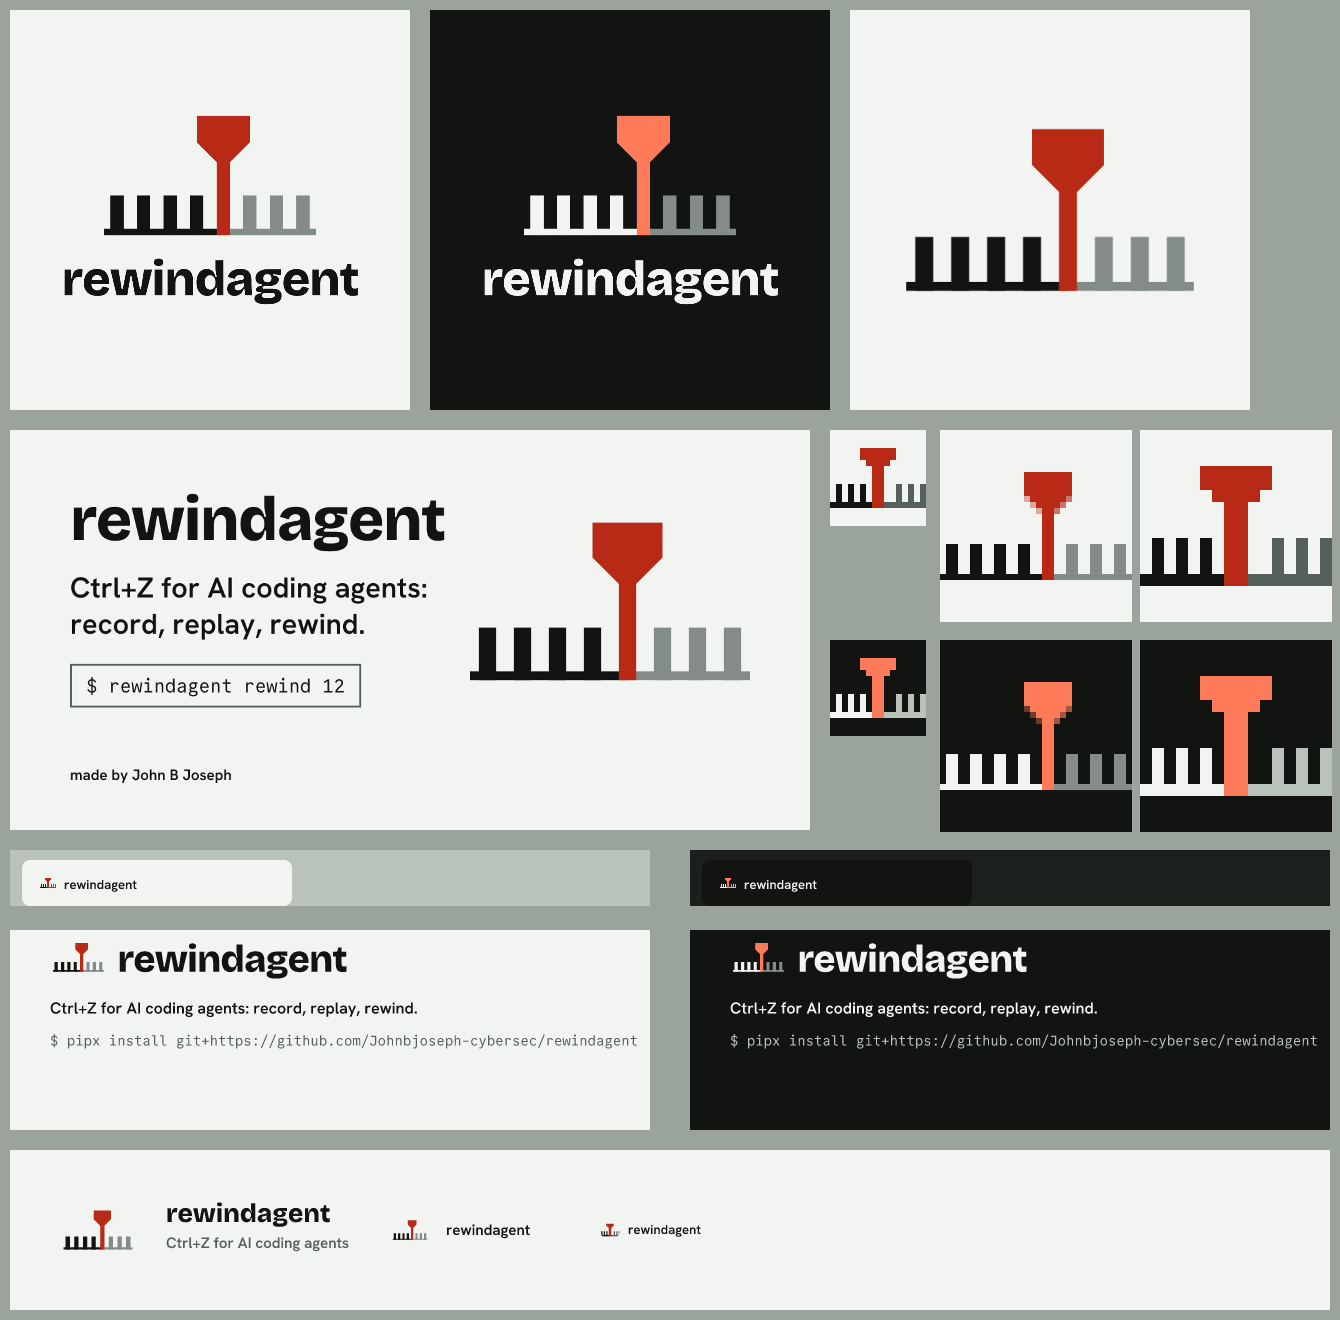 rewindagent
rewindagent
rewindagent
Ctrl+Z for AI coding agents:
record, replay, rewind.
$ rewindagent rewind 12
made by John B Joseph
rewindagent
rewindagent
rewindagent
Ctrl+Z for AI coding agents: record, replay, rewind.
$ pipx install git+https://github.com/Johnbjoseph-cybersec/rewindagent
rewindagent
Ctrl+Z for AI coding agents: record, replay, rewind.
$ pipx install git+https://github.com/Johnbjoseph-cybersec/rewindagent
rewindagent
Ctrl+Z for AI coding agents
rewindagent
rewindagent